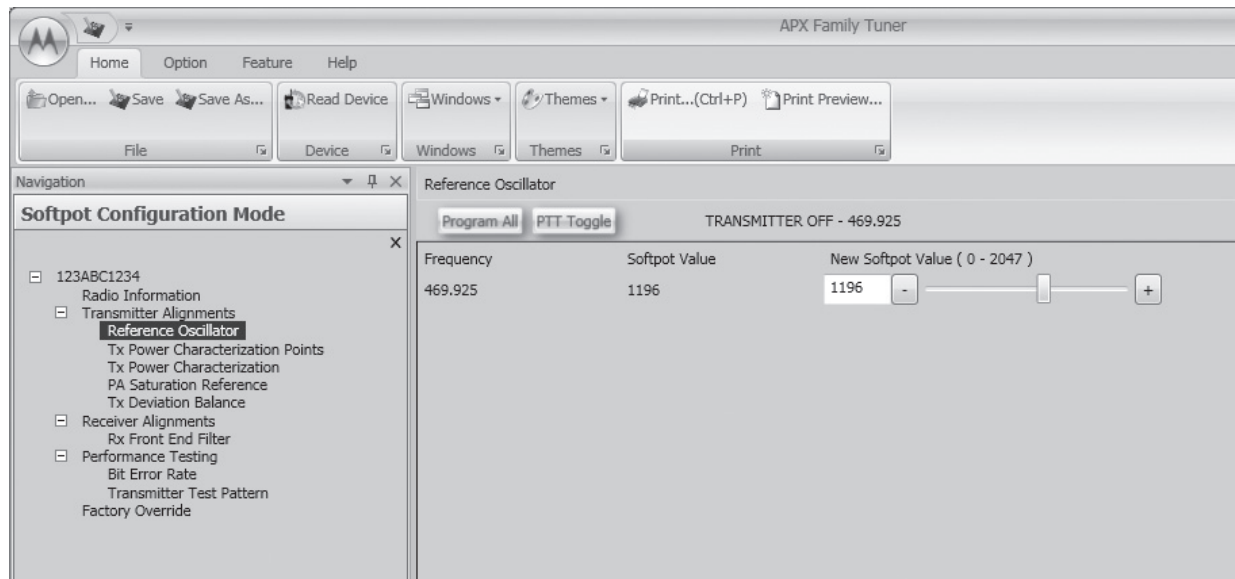 APX Family Tuner
Home Option Feature Help
Open... Save Save As... Read Device Windows Themes Print...(Ctrl+P) Print Preview...
File Device Windows Themes Print
Navigation
Softpot Configuration Mode
123ABC1234
Radio Information
Transmitter Alignments
Reference Oscillator
Tx Power Characterization Points
Tx Power Characterization
PA Saturation Reference
Tx Deviation Balance
Receiver Alignments
Rx Front End Filter
Performance Testing
Bit Error Rate
Transmitter Test Pattern
Factory Override
Reference Oscillator
Program All PTT Toggle TRANSMITTER OFF - 469.925
Frequency Softpot Value New Softpot Value ( 0 - 2047 )
469.925 1196 1196 - +